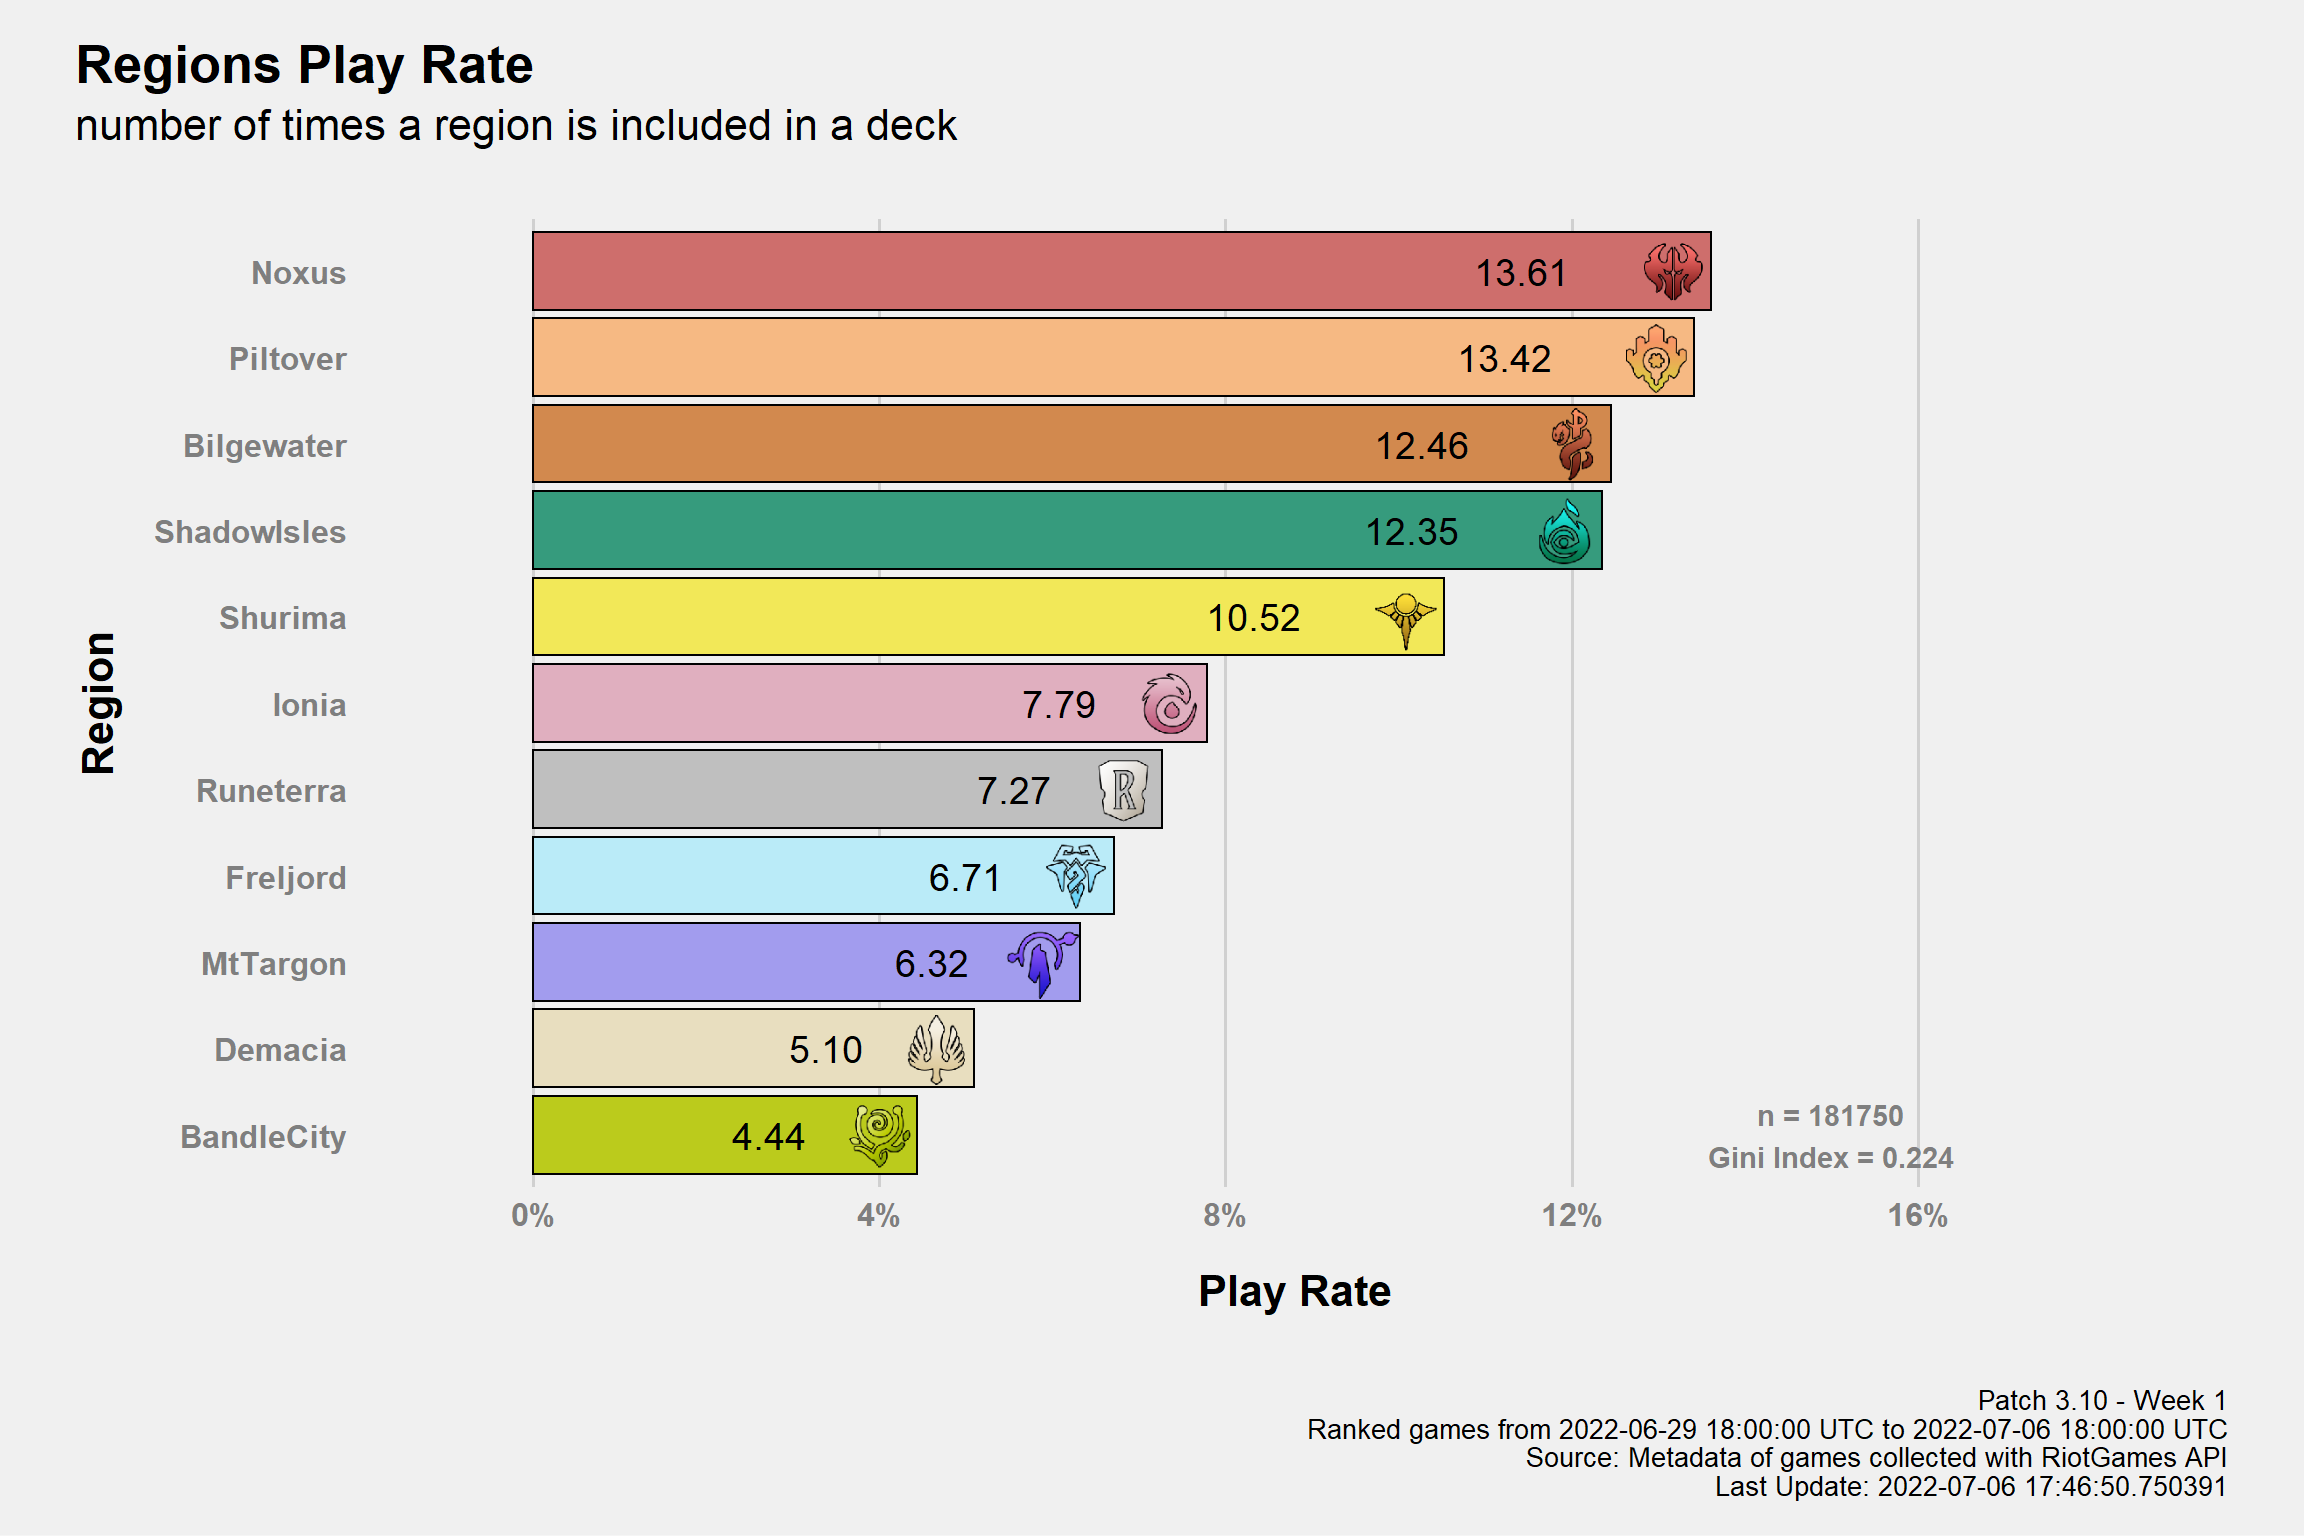 Regions Play Rate
number of times a region is included in a deck
Region
Noxus
13.61
Piltover
13.42
Bilgewater
12.46
ShadowIsles
12.35
Shurima
10.52
Ionia
7.79
Runeterra
7.27
R
Freljord
6.71
MtTargon
6.32
Demacia
5.10
BandleCity
4.44
n = 181750
Gini Index = 0.224
0%
4%
8%
12%
16%
Play Rate
Patch 3.10 - Week 1
Ranked games from 2022-06-29 18:00:00 UTC to 2022-07-06 18:00:00 UTC
Source: Metadata of games collected with RiotGames API
Last Update: 2022-07-06 17:46:50.750391